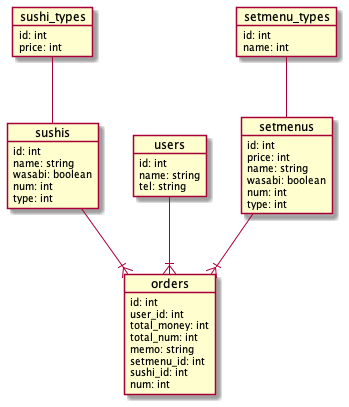 sushi_types
id: int
price: int
setmenu_types
id: int
name: int
sushis
id: int
name: string
wasabi: boolean
num: int
type: int
users
id: int
name: string
tel: string
setmenus
id: int
price: int
name: string
wasabi: boolean
num: int
type: int
orders
id: int
user_id: int
total_money: int
total_num: int
memo: string
setmenu_id: int
sushi_id: int
num: int